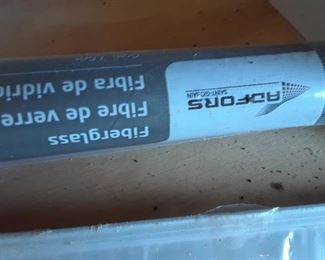 Fiberglass
Fibre de verre
Fibra de vidrio
ADFORS
SAINT-GOBAIN